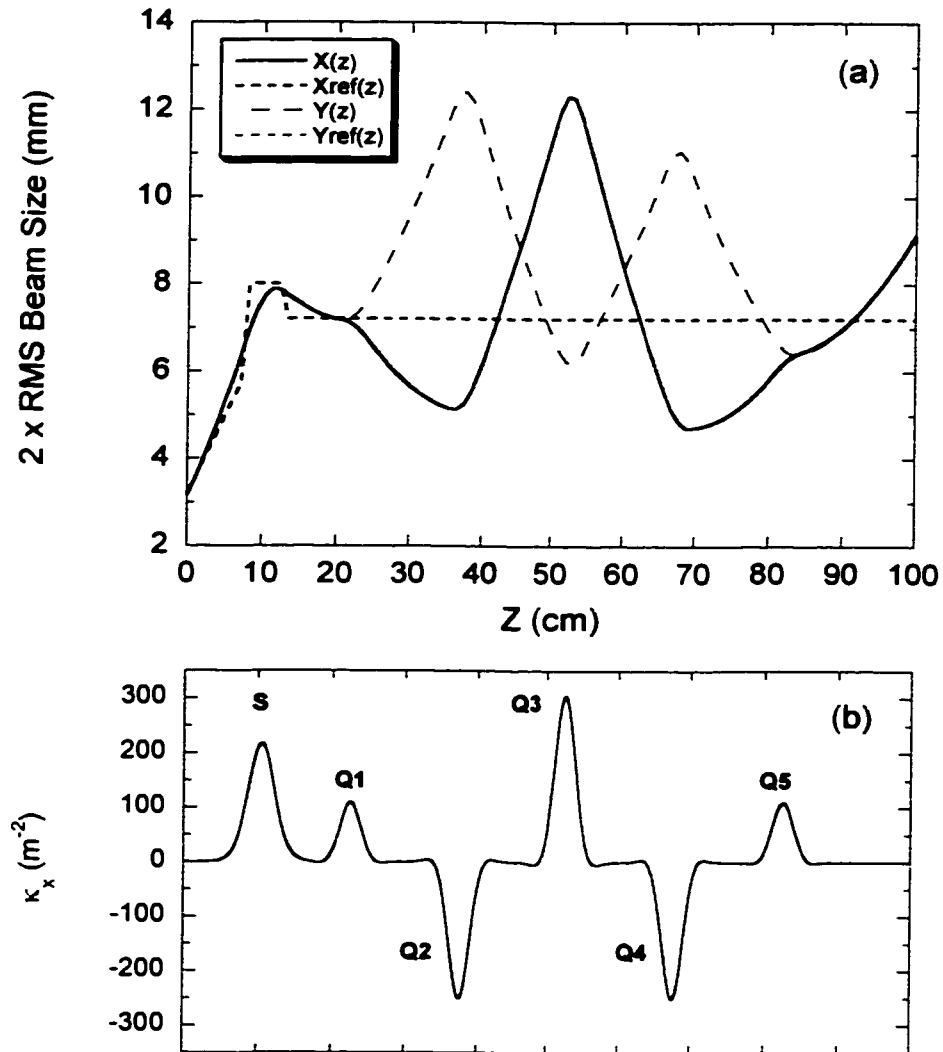 14
12
10
8
6
4
2
2 x RMS Beam Size (mm)
X(z)
Xref(z)
Y(z)
Yref(z)
(a)
0 10 20 30 40 50 60 70 80 90 100
Z (cm)
300
200
100
0
-100
-200
-300
κx (m-2)
S
Q1
Q2
Q3
Q4
Q5
(b)